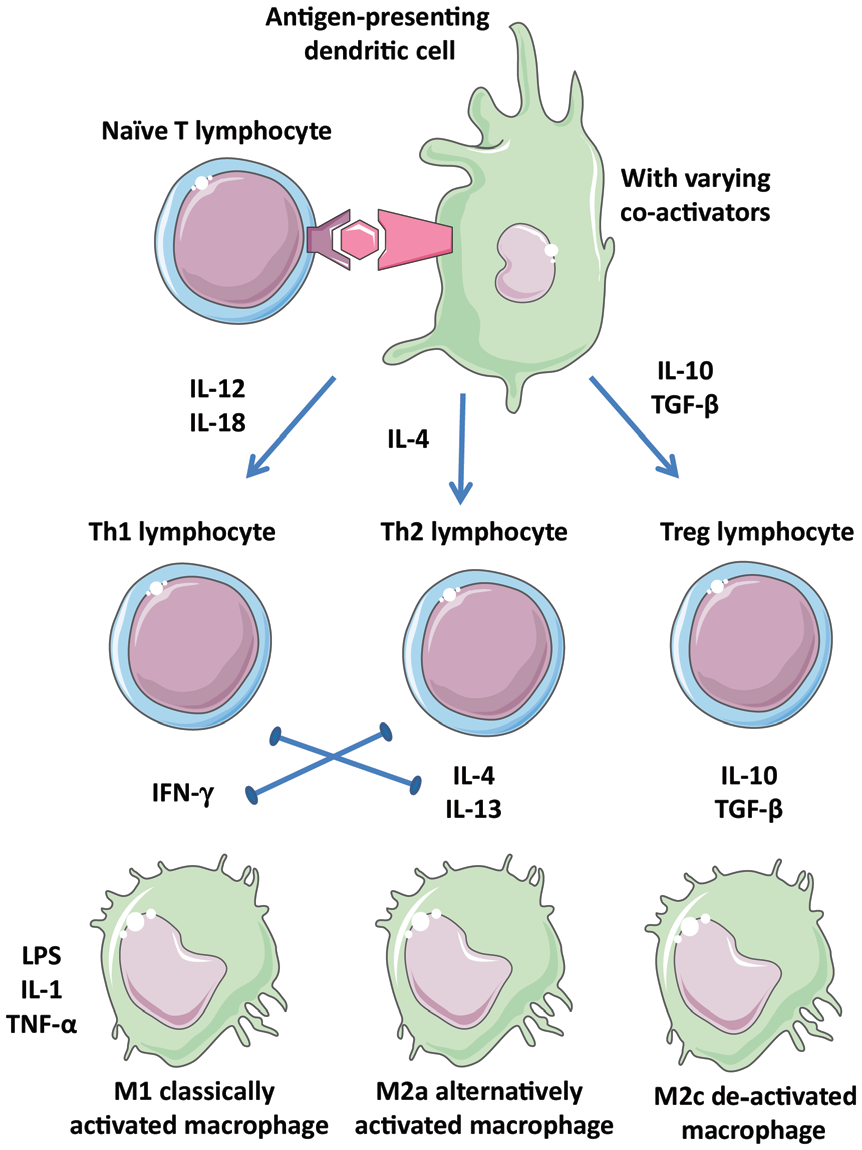 Antigen-presenting
dendritic cell
Naïve T lymphocyte
With varying
co-activators
IL-12
IL-18
IL-4
IL-10
TGF-β
Th1 lymphocyte
Th2 lymphocyte
Treg lymphocyte
IFN-γ
IL-4
IL-13
IL-10
TGF-β
LPS
IL-1
TNF-α
M1 classically
activated macrophage
M2a alternatively
activated macrophage
M2c de-activated
macrophage